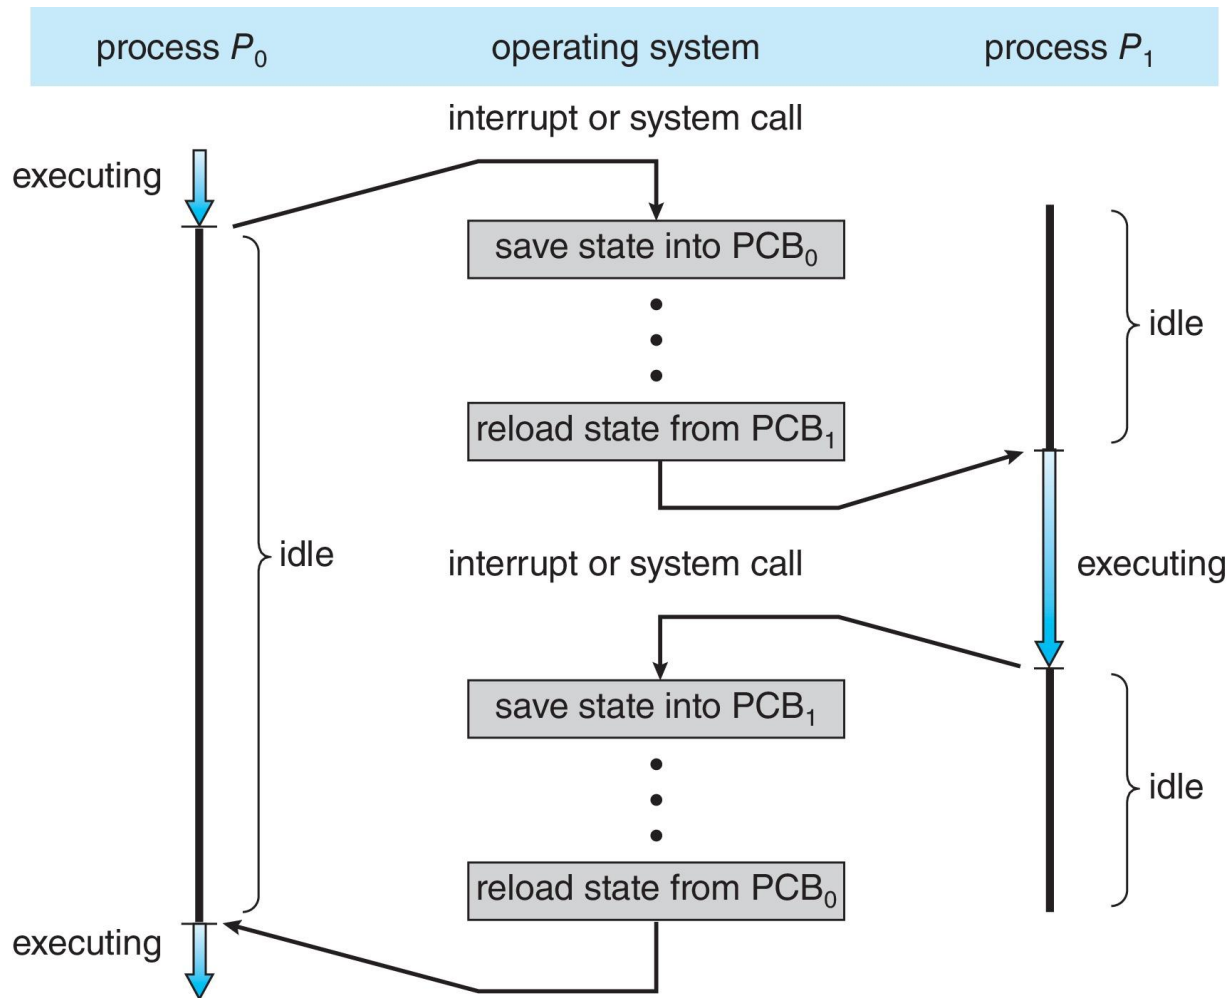 process P₀ operating system process P₁
interrupt or system call
executing
save state into PCB₀
idle
reload state from PCB₁
idle
interrupt or system call
executing
save state into PCB₁
idle
reload state from PCB₀
executing